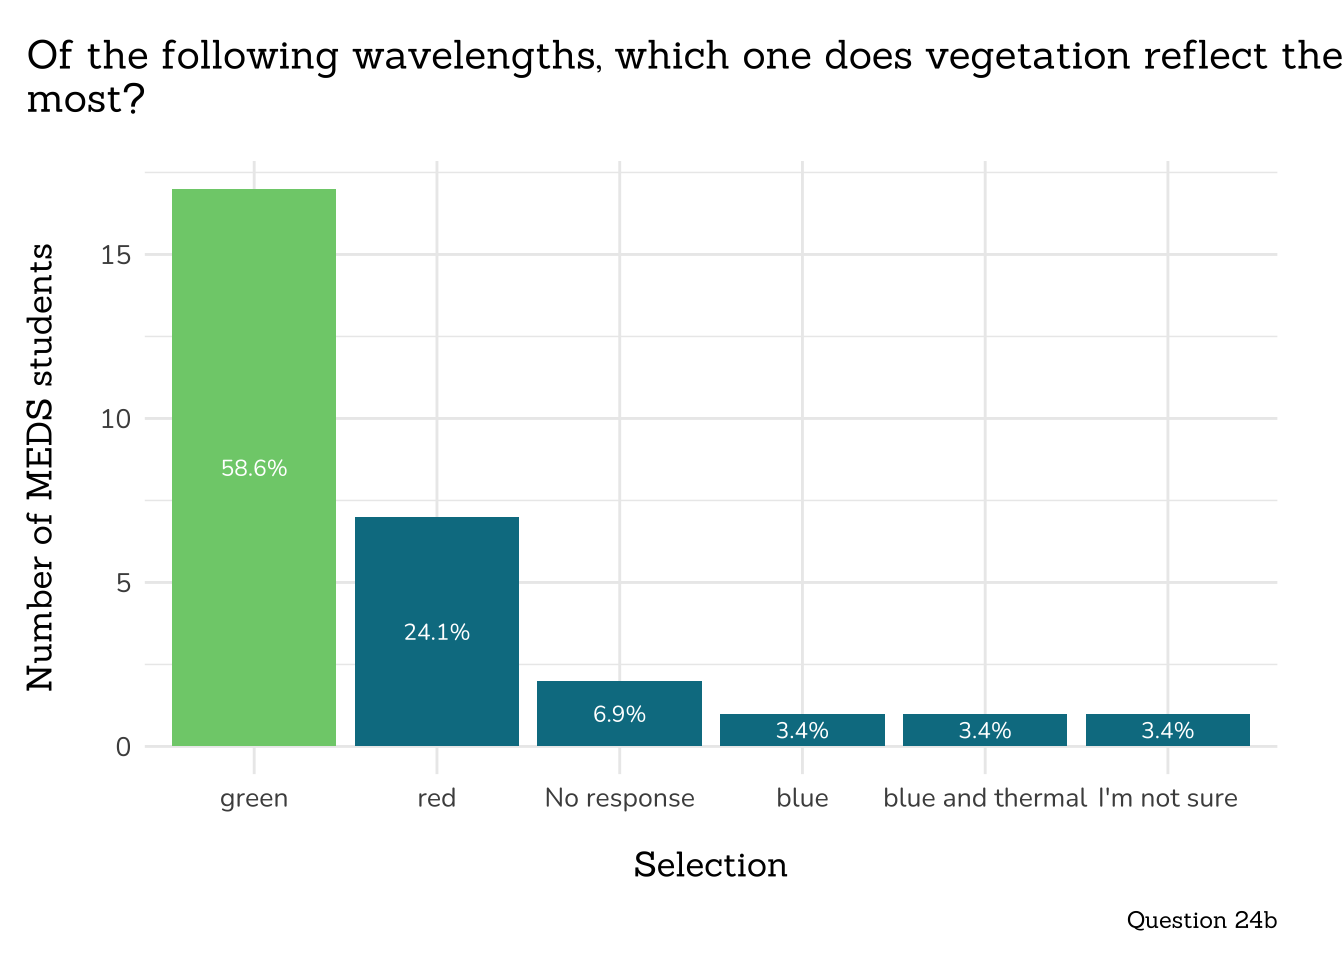 Of the following wavelengths, which one does vegetation reflect the
most?
Number of MEDS students
15
10
5
0
58.6%
24.1%
6.9%
3.4%
3.4%
3.4%
green
red
No response
blue
blue and thermal
I'm not sure
Selection
Question 24b